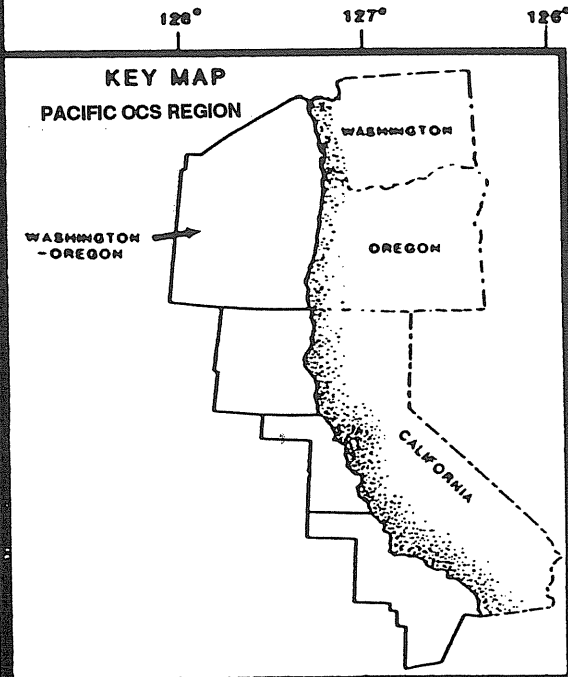 128° 127° 126°
KEY MAP
PACIFIC OCS REGION
WASHINGTON
WASHINGTON
-OREGON
OREGON
CALIFORNIA